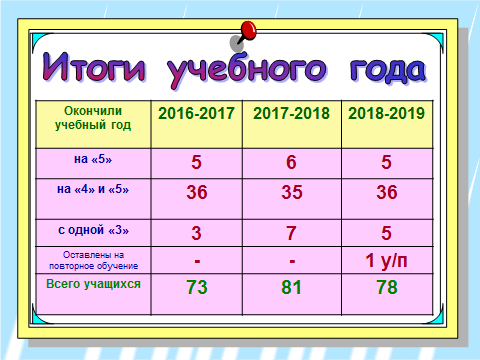 Итоги учебного года
Окончили учебный год 2016-2017 2017-2018 2018-2019
на «5» 5 6 5
на «4» и «5» 36 35 36
с одной «3» 3 7 5
Оставлены на повторное обучение - - 1 у/п
Всего учащихся 73 81 78